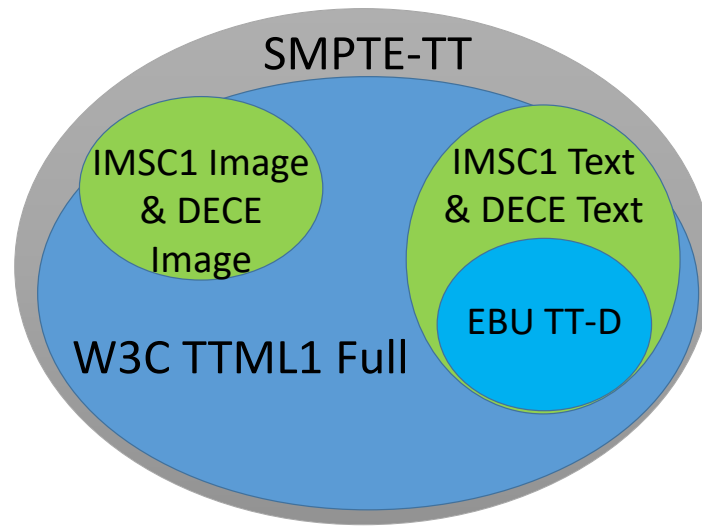 SMPTE-TT
IMSC1 Image
& DECE
Image
IMSC1 Text
& DECE Text
EBU TT-D
W3C TTML1 Full